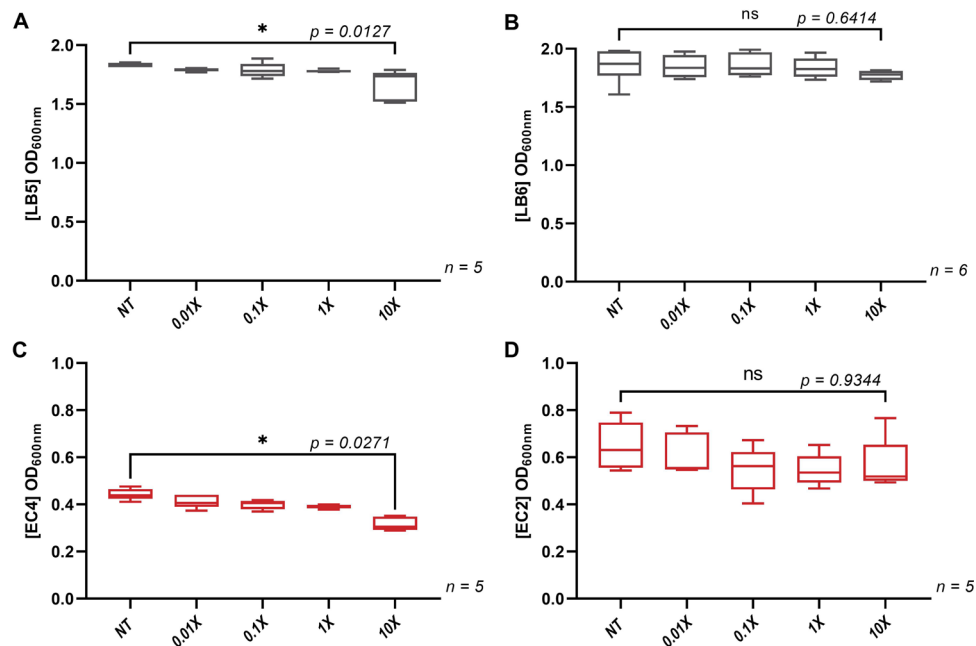 A
* p = 0.0127
[LB5] OD600nm
2.0
1.5
1.0
0.5
0.0
NT 0.01X 0.1X 1X 10X
n = 5
B
ns p = 0.6414
[LB6] OD600nm
2.0
1.5
1.0
0.5
0.0
NT 0.01X 0.1X 1X 10X
n = 6
C
* p = 0.0271
[EC4] OD600nm
1.0
0.8
0.6
0.4
0.2
0.0
NT 0.01X 0.1X 1X 10X
n = 5
D
ns p = 0.9344
[EC2] OD600nm
1.0
0.8
0.6
0.4
0.2
0.0
NT 0.01X 0.1X 1X 10X
n = 5